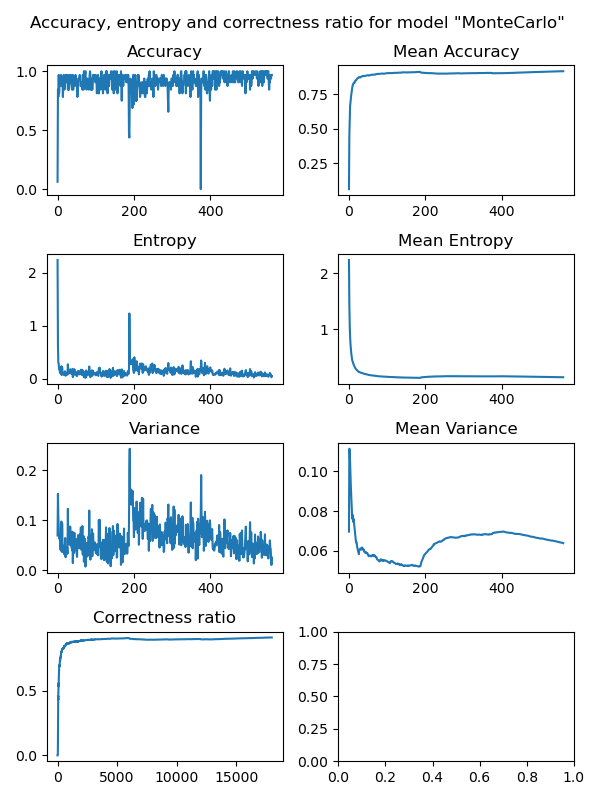 Accuracy, entropy and correctness ratio for model "MonteCarlo"
Accuracy
Mean Accuracy
1.0
0.5
0.0
0 200 400
0.75
0.50
0.25
0 200 400
Entropy
Mean Entropy
2
1
0
0 200 400
2
1
0 200 400
Variance
Mean Variance
0.2
0.1
0.0
0 200 400
0.10
0.08
0.06
0 200 400
Correctness ratio
0.5
0.0
0 5000 10000 15000
1.00
0.75
0.50
0.25
0.00
0.0 0.2 0.4 0.6 0.8 1.0